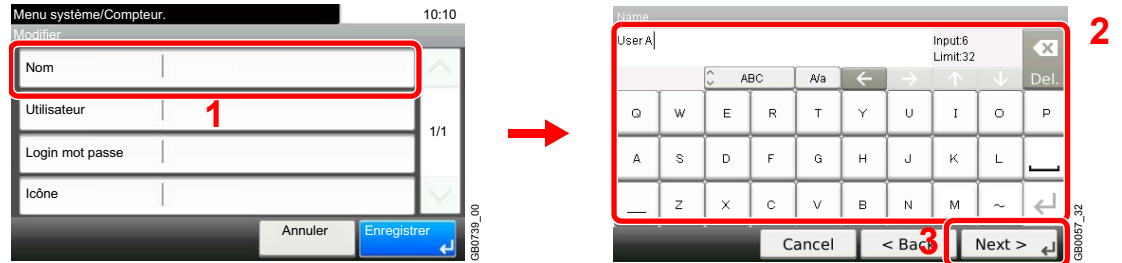 Menu système/Compteur.
10:10
Modifier
Nom
1
Utilisateur
1/1
Login mot passe
Icône
Annuler
Enregistrer
GB0739_00
Name
2
User A
Input:6
Limit:32
ABC
A/a
Del.
Q W E R T Y U I O P
A S D F G H J K L
_ Z X C V B N M ~
3
Cancel
< Back
Next >
GB0057_32